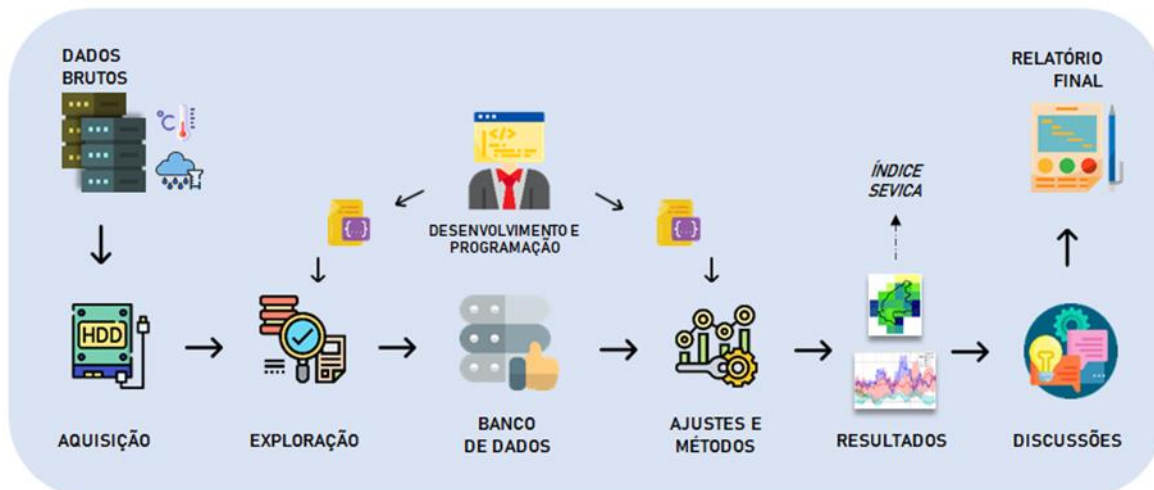 DADOS
BRUTOS
°C
</>
{...}
DESENVOLVIMENTO E
PROGRAMAÇÃO
{...}
ÍNDICE
SEVICA
RELATÓRIO
FINAL
HDD
AQUISIÇÃO
EXPLORAÇÃO
BANCO
DE DADOS
AJUSTES E
MÉTODOS
RESULTADOS
DISCUSSÕES